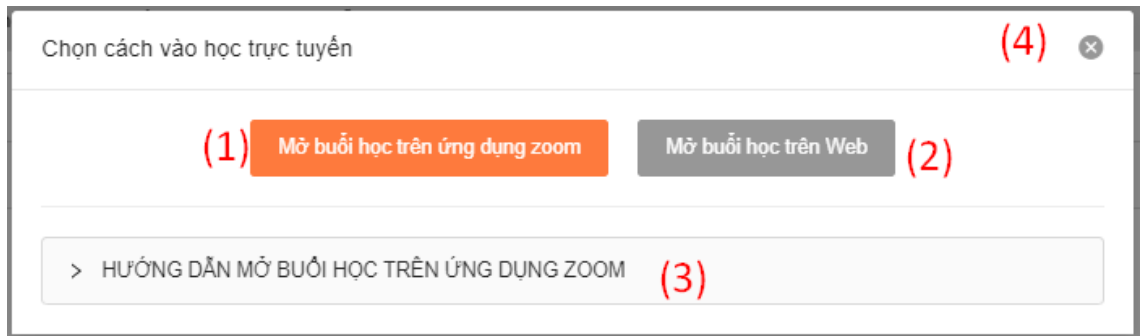 Chọn cách vào học trực tuyến (4)
(1) Mở buổi học trên ứng dụng zoom Mở buổi học trên Web (2)
> HƯỚNG DẪN MỞ BUỔI HỌC TRÊN ỨNG DỤNG ZOOM (3)